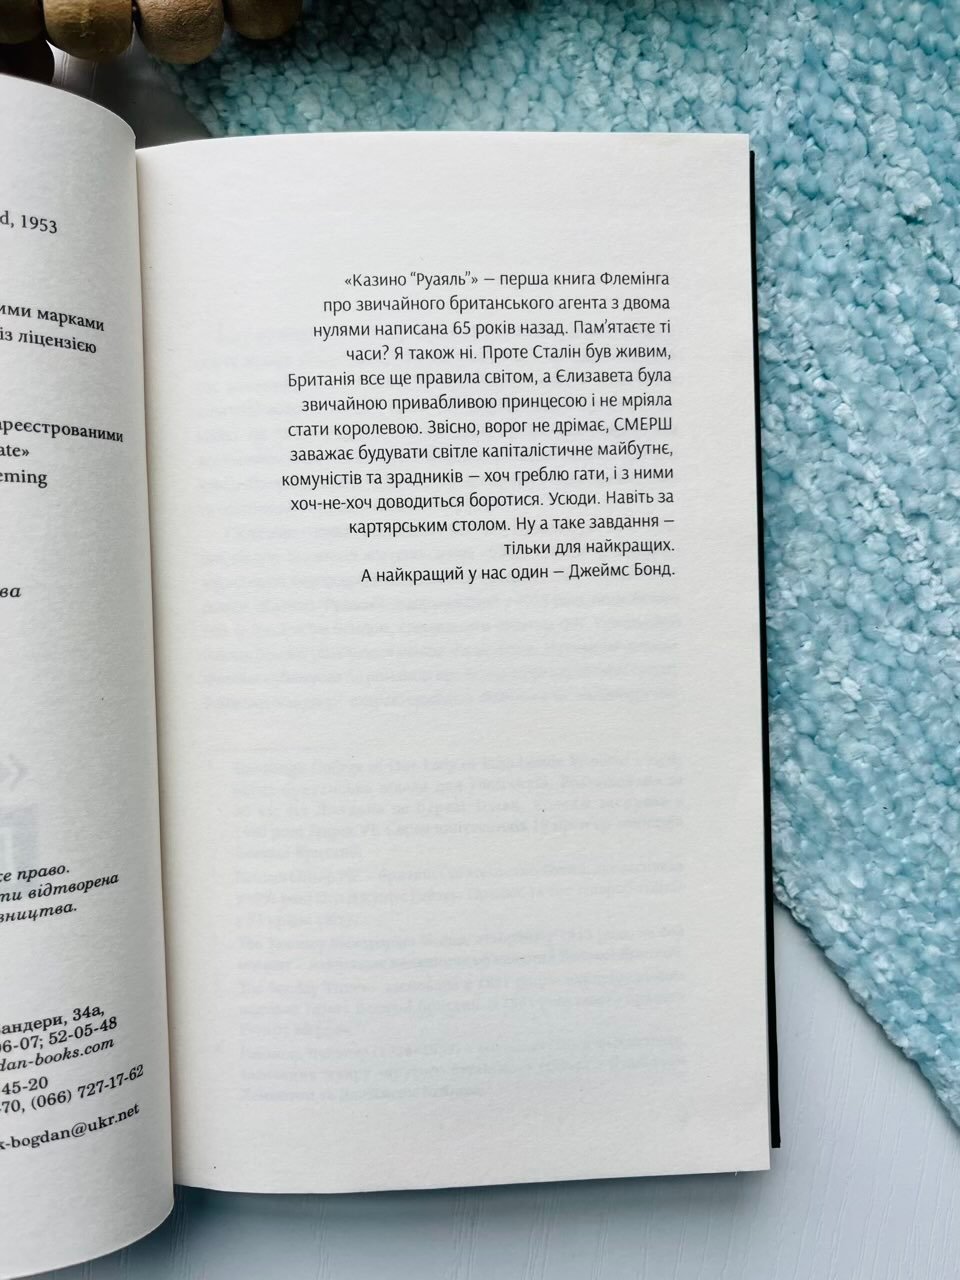 d, 1953
ими марками
із ліцензією
ареєстрованими
ate»
eming
ва
же право.
ти відтворена
вництва.
андери, 34а,
06-07; 52-05-48
dan-books.com
45-20
70, (066) 727-17-62
k-bogdan@ukr.net
«Казино “Руаяль”» — перша книга Флемінга
про звичайного британського агента з двома
нулями написана 65 років назад. Пам’ятаєте ті
часи? Я також ні. Проте Сталін був живим,
Британія все ще правила світом, а Єлизавета була
звичайною привабливою принцесою і не мріяла
стати королевою. Звісно, ворог не дрімає, СМЕРШ
заважає будувати світле капіталістичне майбутнє,
комуністів та зрадників — хоч греблю гати, і з ними
хоч-не-хоч доводиться боротися. Усюди. Навіть за
картярським столом. Ну а таке завдання —
тільки для найкращих.
А найкращий у нас один — Джеймс Бонд.